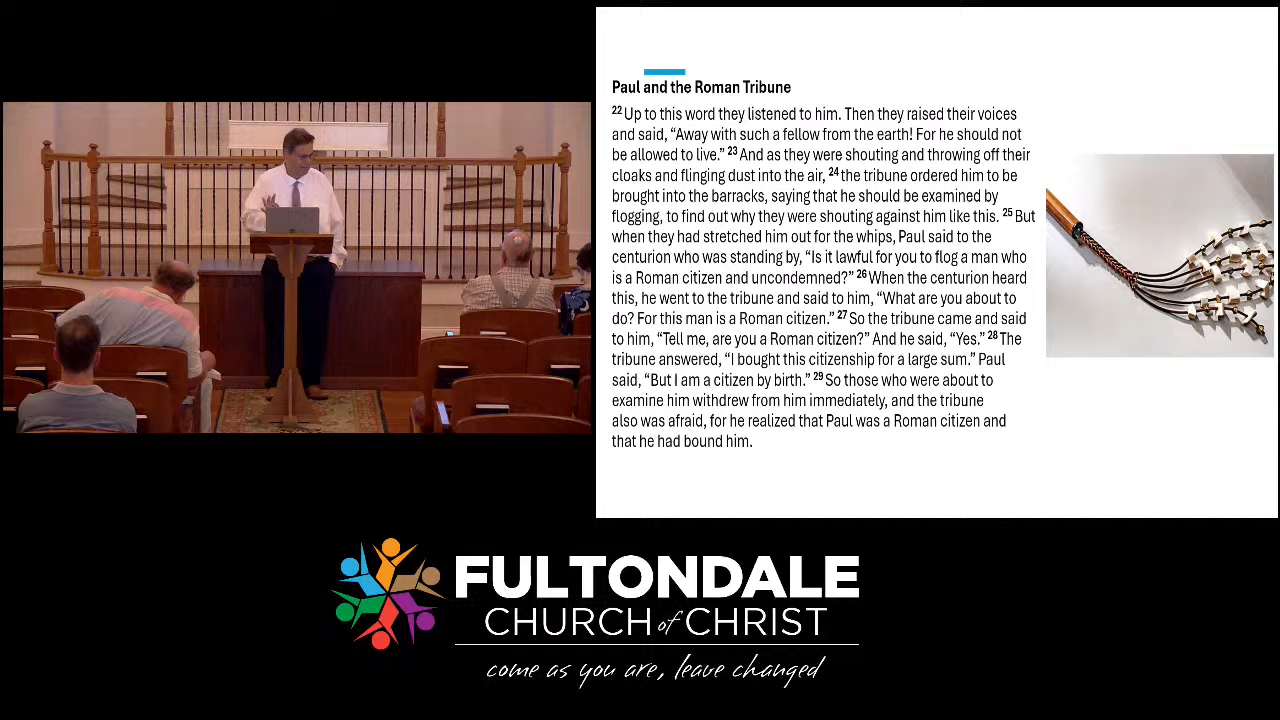 Paul and the Roman Tribune
22 Up to this word they listened to him. Then they raised their voices
and said, “Away with such a fellow from the earth! For he should not
be allowed to live.” 23 And as they were shouting and throwing off their
cloaks and flinging dust into the air, 24 the tribune ordered him to be
brought into the barracks, saying that he should be examined by
flogging, to find out why they were shouting against him like this. 25 But
when they had stretched him out for the whips, Paul said to the
centurion who was standing by, “Is it lawful for you to flog a man who
is a Roman citizen and uncondemned?” 26 When the centurion heard
this, he went to the tribune and said to him, “What are you about to
do? For this man is a Roman citizen.” 27 So the tribune came and said
to him, “Tell me, are you a Roman citizen?” And he said, “Yes.” 28 The
tribune answered, “I bought this citizenship for a large sum.” Paul
said, “But I am a citizen by birth.” 29 So those who were about to
examine him withdrew from him immediately, and the tribune
also was afraid, for he realized that Paul was a Roman citizen and
that he had bound him.
FULTONDALE
CHURCH of CHRIST
come as you are, leave changed